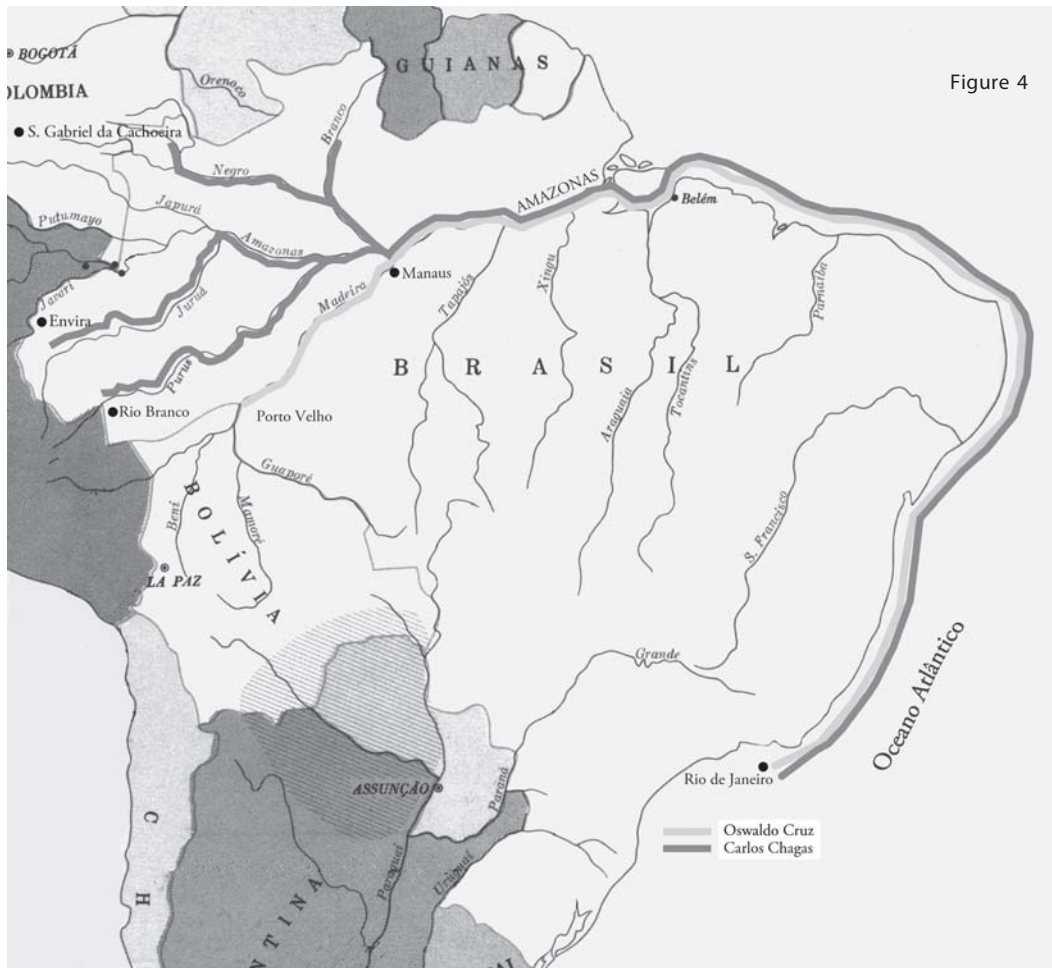 Figure 4
BOGOTÁ
OLOMBIA
S. Gabriel da Cachoeira
Orenoco
GUIANAS
Branco
Negro
Japurá
Putumayo
Amazonas
AMAZONAS
Belém
Javari
Juruá
Envira
Purus
Rio Branco
Manaus
Madeira
Porto Velho
Tapajós
Xingu
Araguaia
Tocantins
Parnaíba
BRASIL
S. Francisco
Guaporé
Mamoré
Beni
BOLÍVIA
LA PAZ
Grande
Oceano Atlântico
Rio de Janeiro
ASSUNÇÃO
Paraná
Paraguai
Uruguai
C H
NTINA
Oswaldo Cruz
Carlos Chagas